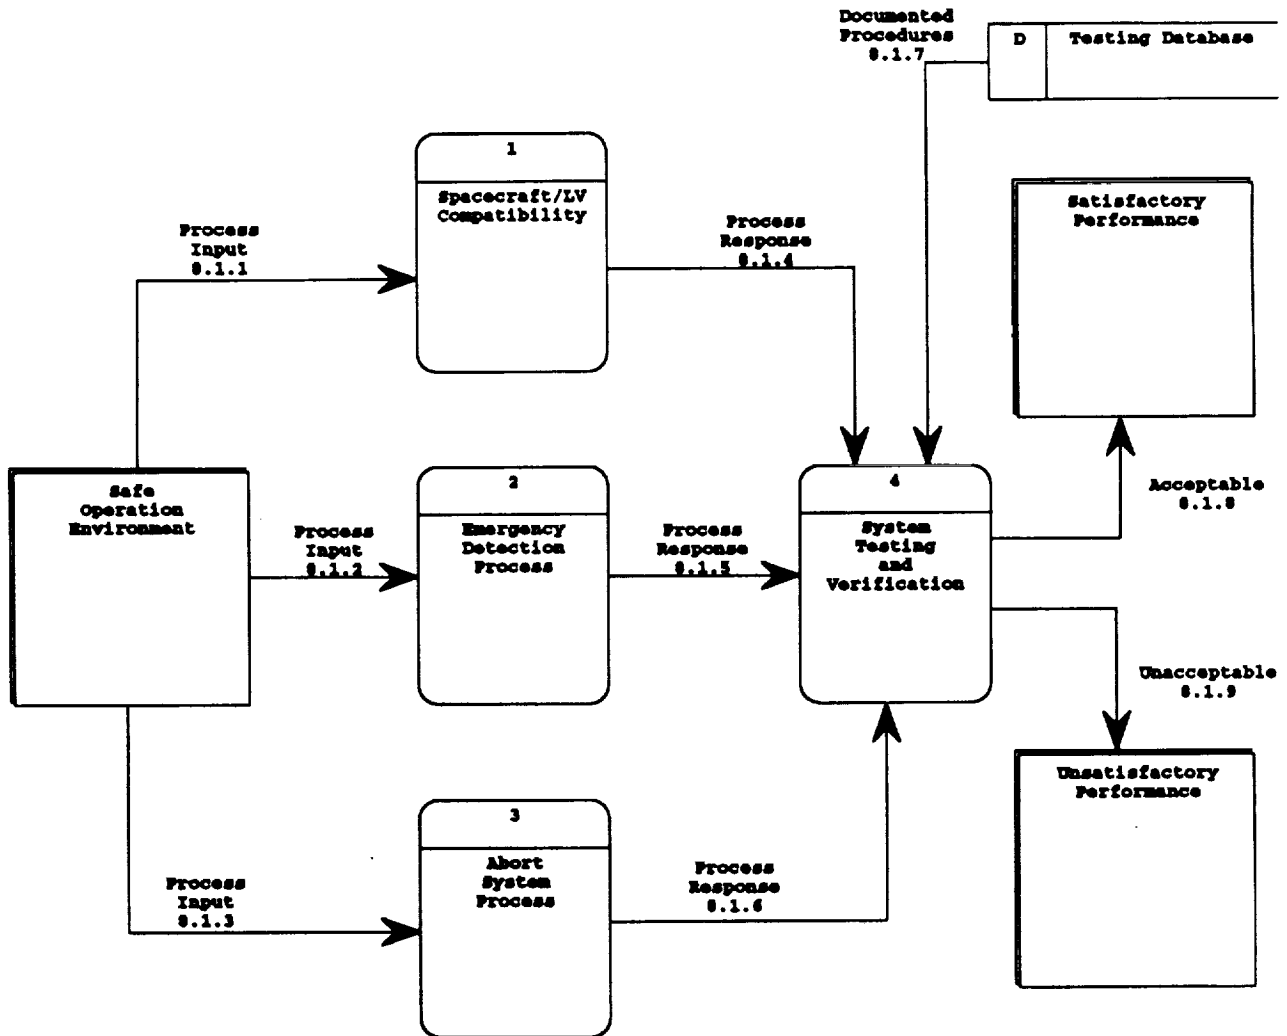 Documented
Procedures
8.1.7
D
Testing Database
1
Spacecraft/LV
Compatibility
Satisfactory
Performance
Process
Input
8.1.1
Process
Response
8.1.4
Safe
Operation
Environment
2
Emergency
Detection
Process
Process
Input
8.1.2
Process
Response
8.1.5
4
System
Testing
and
Verification
Acceptable
8.1.8
Unacceptable
8.1.9
Unsatisfactory
Performance
3
Abort
System
Process
Process
Input
8.1.3
Process
Response
8.1.6